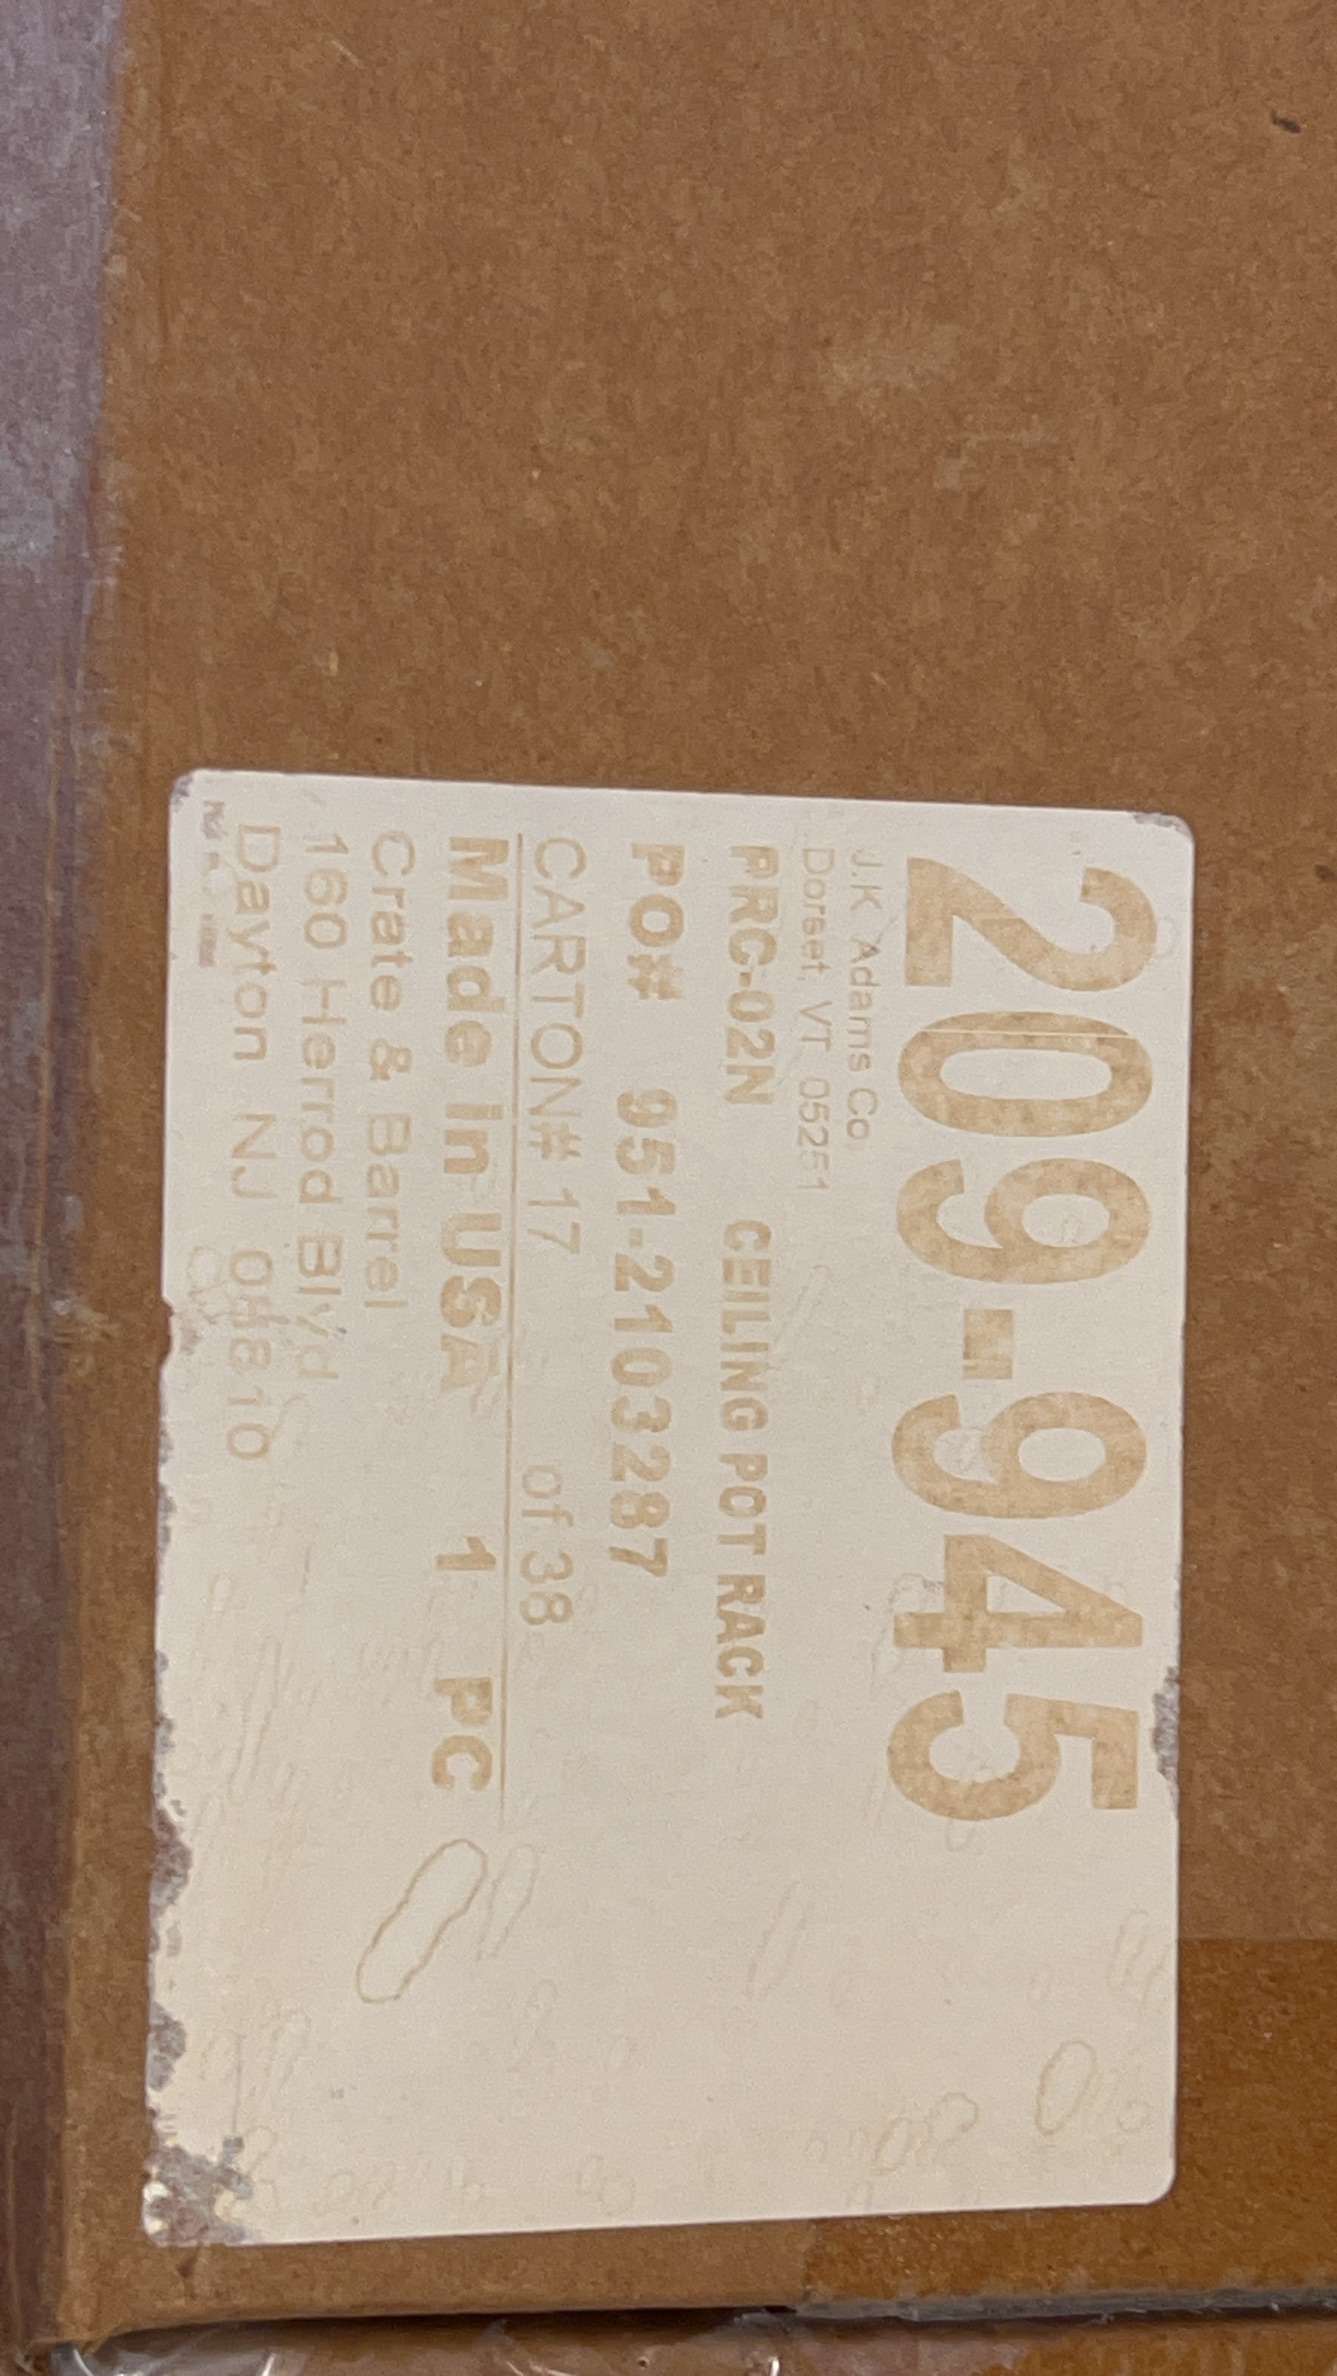 209-945
J.K Adams Co.
Dorset, VT 05251
PRC-02N CEILING POT RACK
PO# 951-2103287
CARTON# 17 of 38
Made In USA 1 PC
Crate & Barrel
160 Herrod Blvd
Dayton NJ 08810